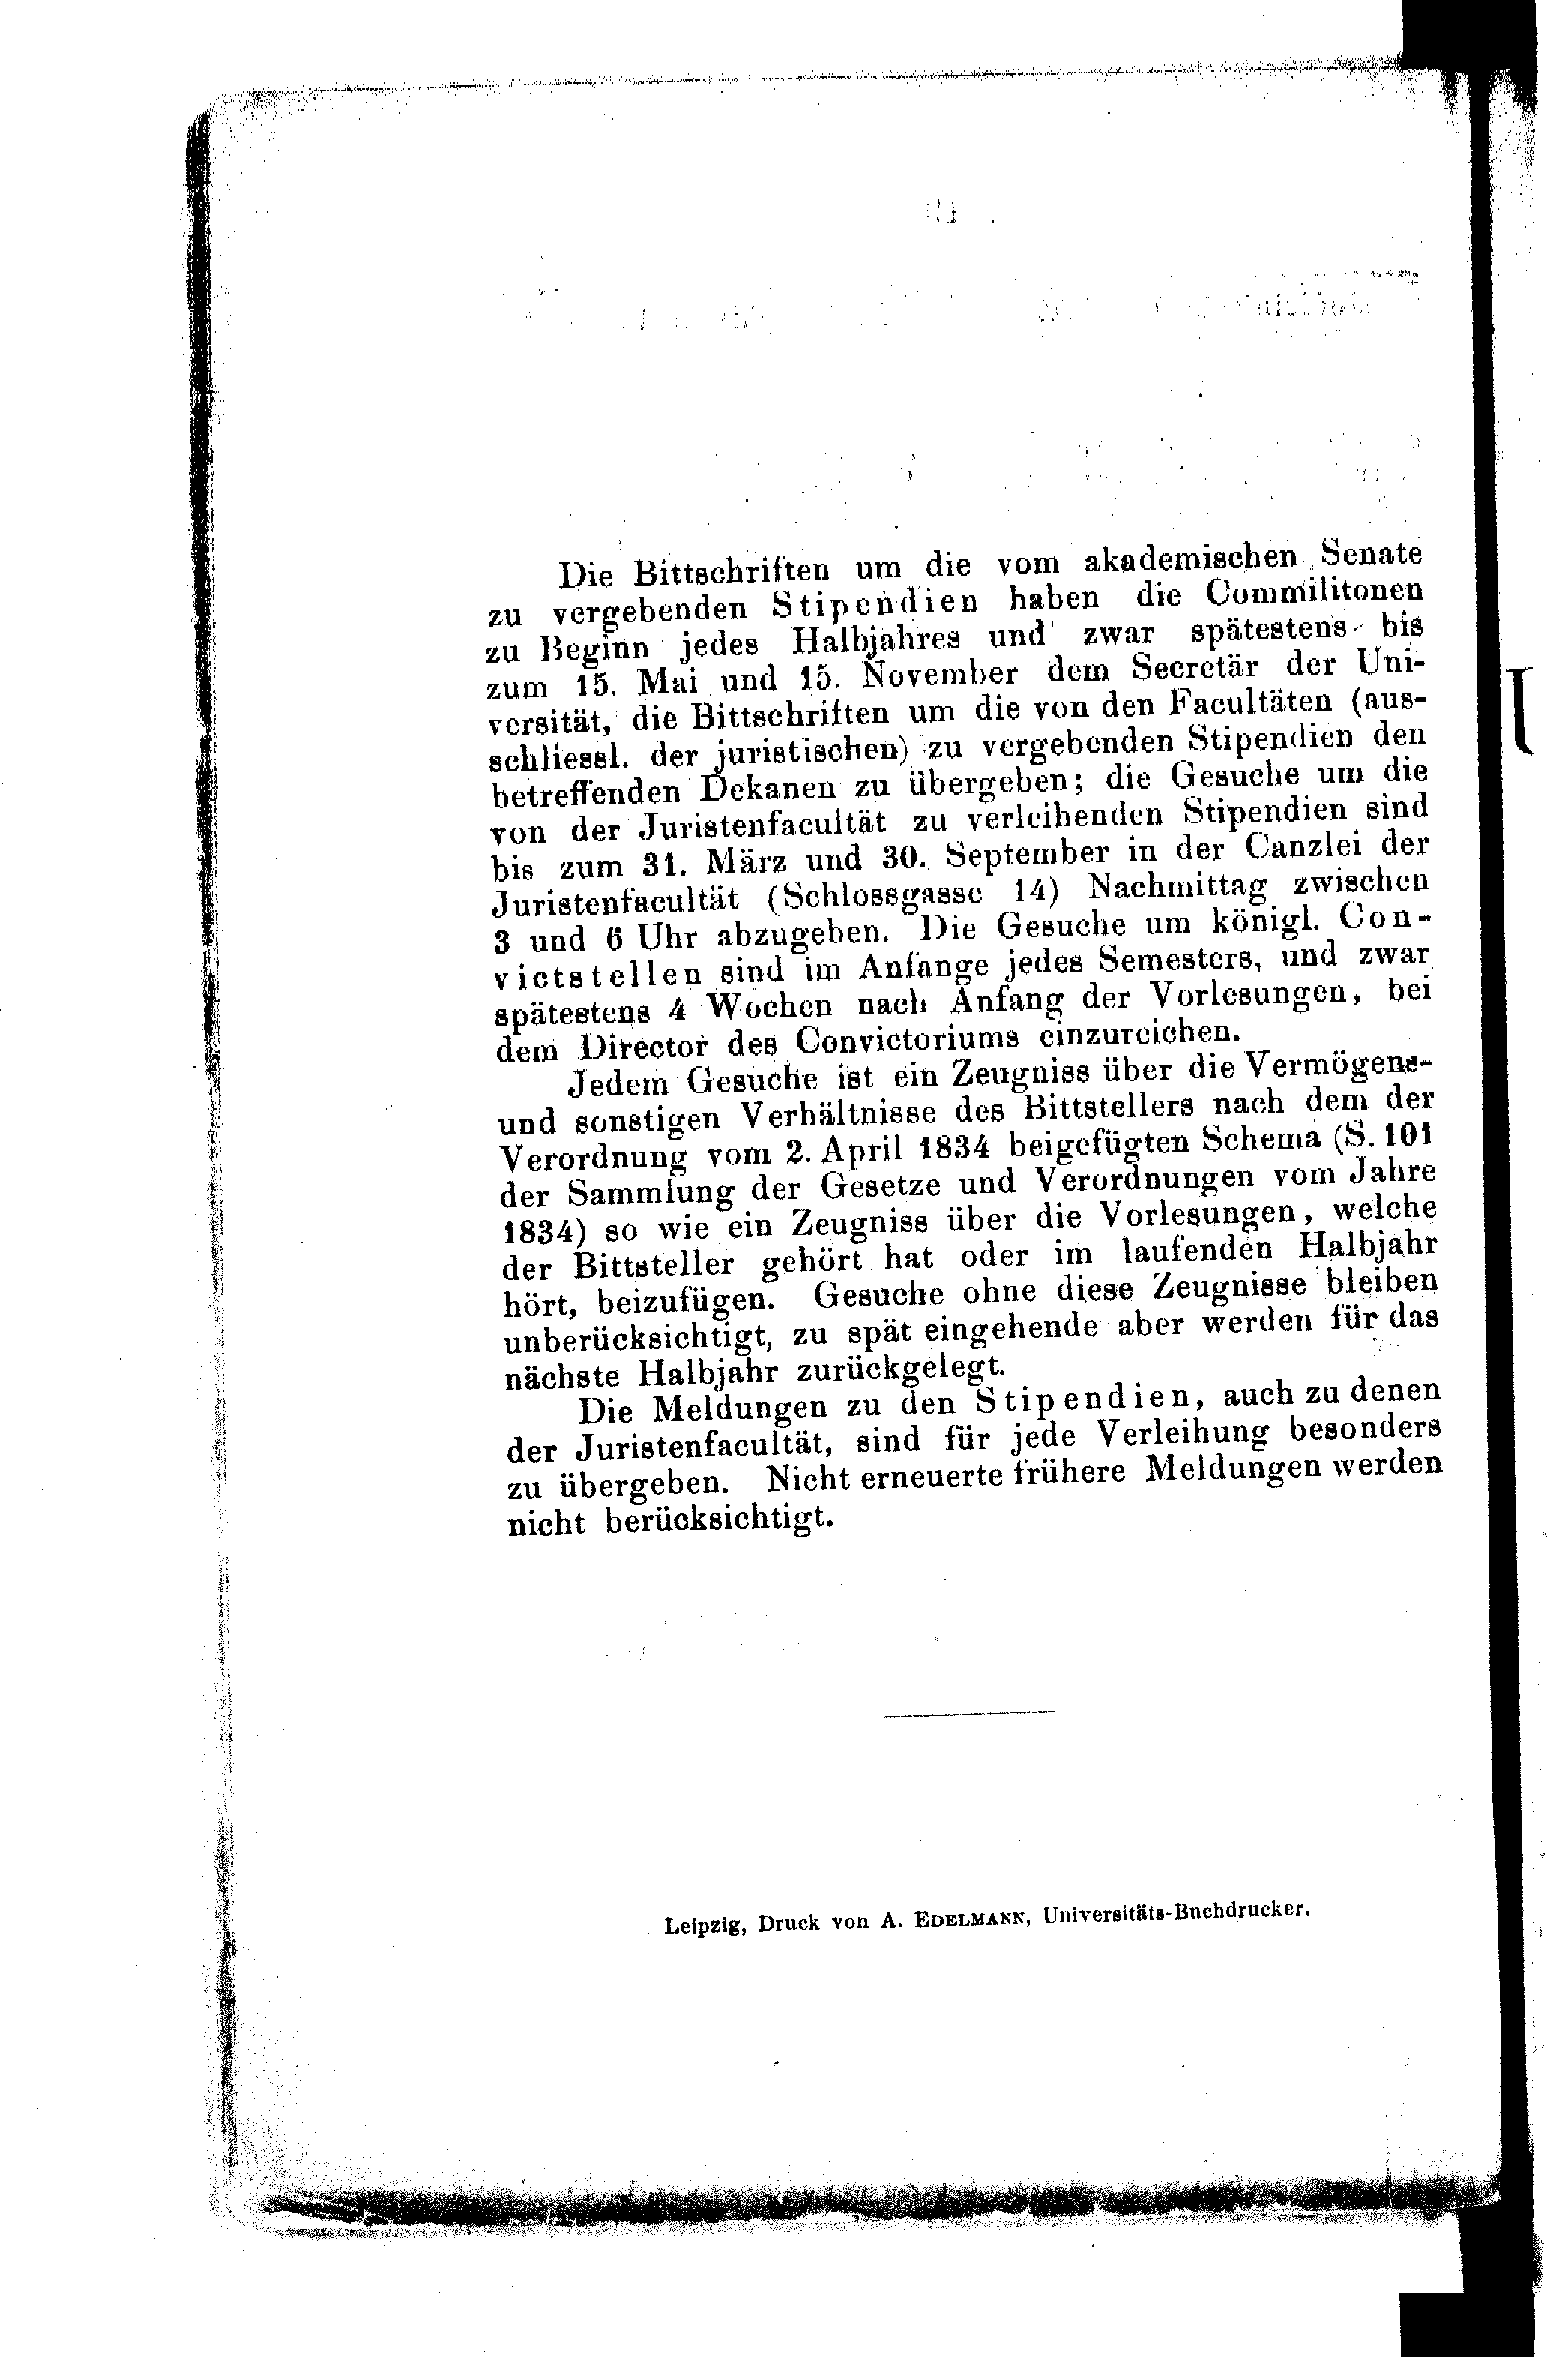 Die Bittschriften um die vom akademischen Senate
zu vergebenden Stipendien haben die Commilitonen
zu Beginn jedes Halbjahres und zwar spätestens bis
zum 15. Mai und 15. November dem Secretär der Uni-
versität, die Bittschriften um die von den Facultäten (aus-
schliessl. der juristischen) zu vergebenden Stipendien den
betreffenden Dekanen zu übergeben; die Gesuche um die
von der Juristenfacultät zu verleihenden Stipendien sind
bis zum 31. März und 30. September in der Canzlei der
Juristenfacultät (Schlossgasse 14) Nachmittag zwischen
3 und 6 Uhr abzugeben. Die Gesuche um königl. Con-
victstellen sind im Anfange jedes Semesters, und zwar
spätestens 4 Wochen nach Anfang der Vorlesungen, bei
dem Director des Convictoriums einzureichen.
Jedem Gesuche ist ein Zeugniss über die Vermögens-
und sonstigen Verhältnisse des Bittstellers nach dem der
Verordnung vom 2. April 1834 beigefügten Schema (S. 101
der Sammlung der Gesetze und Verordnungen vom Jahre
1834) so wie ein Zeugniss über die Vorlesungen, welche
der Bittsteller gehört hat oder im laufenden Halbjahr
hört, beizufügen. Gesuche ohne diese Zeugnisse bleiben
unberücksichtigt, zu spät eingehende aber werden für das
nächste Halbjahr zurückgelegt.
Die Meldungen zu den Stipendien, auch zu denen
der Juristenfacultät, sind für jede Verleihung besonders
zu übergeben. Nicht erneuerte frühere Meldungen werden
nicht berücksichtigt.
Leipzig, Druck von A. EDELMANN, Universitäts-Buchdrucker.